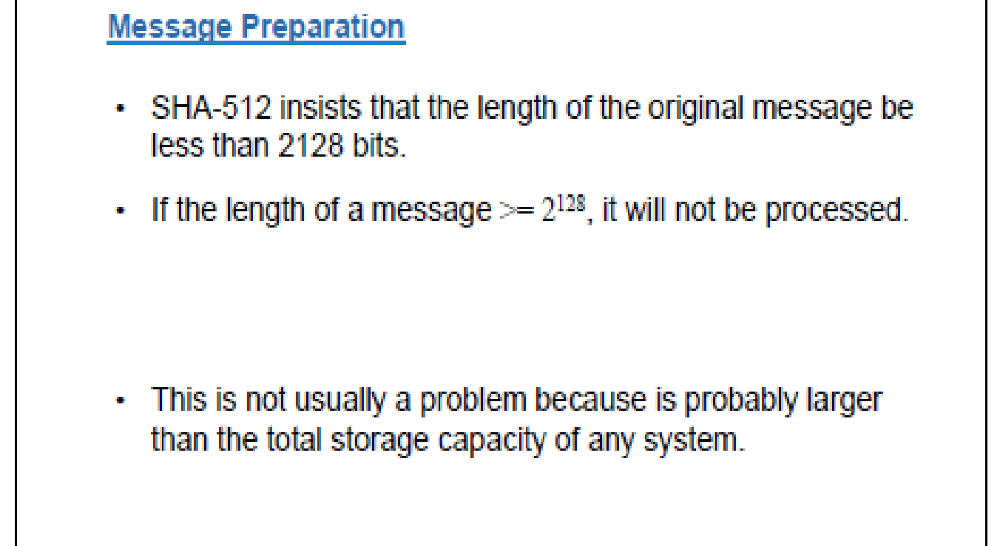 Message Preparation
• SHA-512 insists that the length of the original message be
less than 2128 bits.
• If the length of a message >= 2¹²⁸, it will not be processed.
• This is not usually a problem because is probably larger
than the total storage capacity of any system.